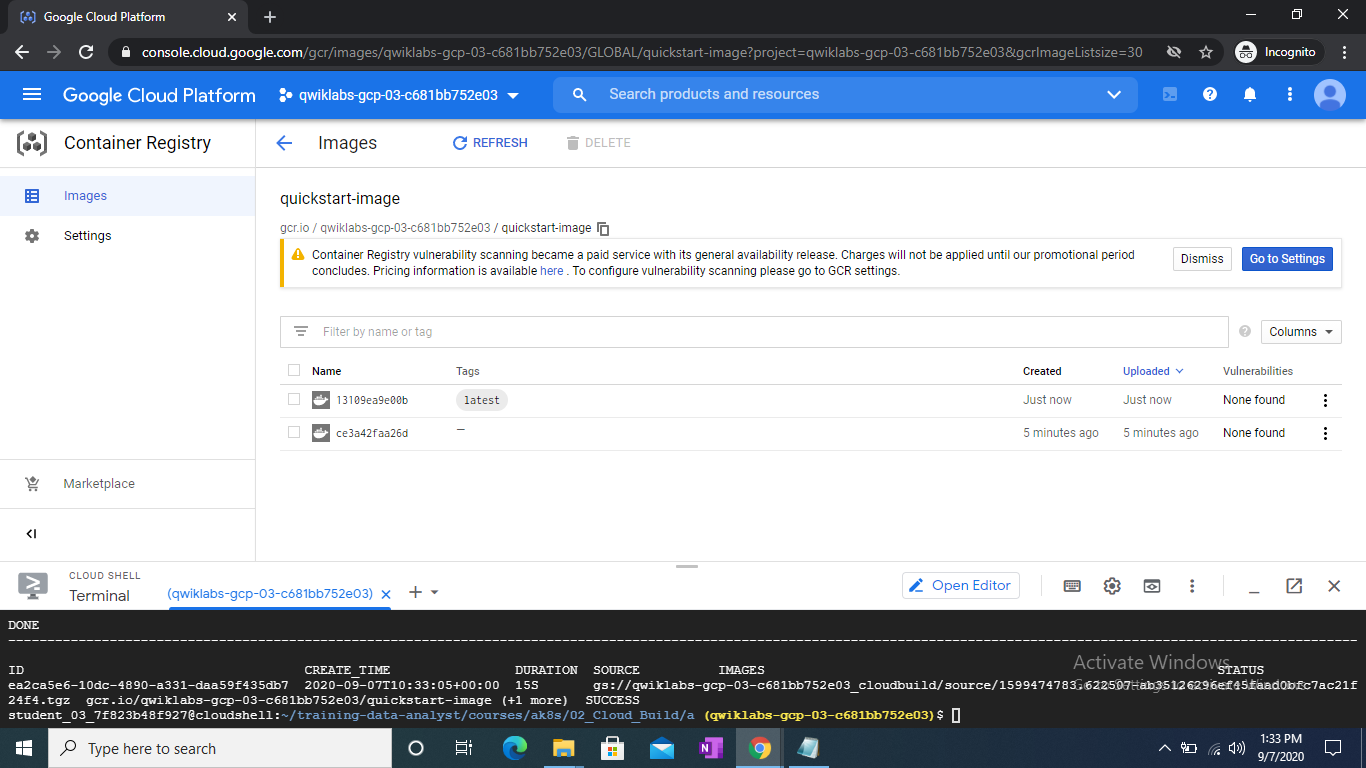 Google Cloud Platform
console.cloud.google.com/gcr/images/qwiklabs-gcp-03-c681bb752e03/GLOBAL/quickstart-image?project=qwiklabs-gcp-03-c681bb752e03&gcrImageListsize=30
Incognito
Google Cloud Platform
qwiklabs-gcp-03-c681bb752e03
Search products and resources
Container Registry
Images
REFRESH
DELETE
Images
Settings
Marketplace
quickstart-image
gcr.io / qwiklabs-gcp-03-c681bb752e03 / quickstart-image
Container Registry vulnerability scanning became a paid service with its general availability release. Charges will not be applied until our promotional period
concludes. Pricing information is available here . To configure vulnerability scanning please go to GCR settings.
Dismiss
Go to Settings
Filter by name or tag
Columns
Name Tags Created Uploaded Vulnerabilities
13109ea9e00b latest Just now Just now None found
ce3a42faa26d — 5 minutes ago 5 minutes ago None found
CLOUD SHELL
Terminal
(qwiklabs-gcp-03-c681bb752e03)
Open Editor
DONE
ID CREATE_TIME DURATION SOURCE IMAGES STATUS
ea2ca5e6-10dc-4890-a331-daa59f435db7 2020-09-07T10:33:05+00:00 15S gs://qwiklabs-gcp-03-c681bb752e03_cloudbuild/source/1599474783
24f4.tgz gcr.io/qwiklabs-gcp-03-c681bb752e03/quickstart-image (+1 more) SUCCESS
student_03_7f823b48f927@cloudshell:~/training-data-analyst/courses/ak8s/02_Cloud_Build/a (qwiklabs-gcp-03-c681bb752e03)$
Activate Windows
Go to Settings to activate Windows.
Type here to search
1:33 PM
9/7/2020